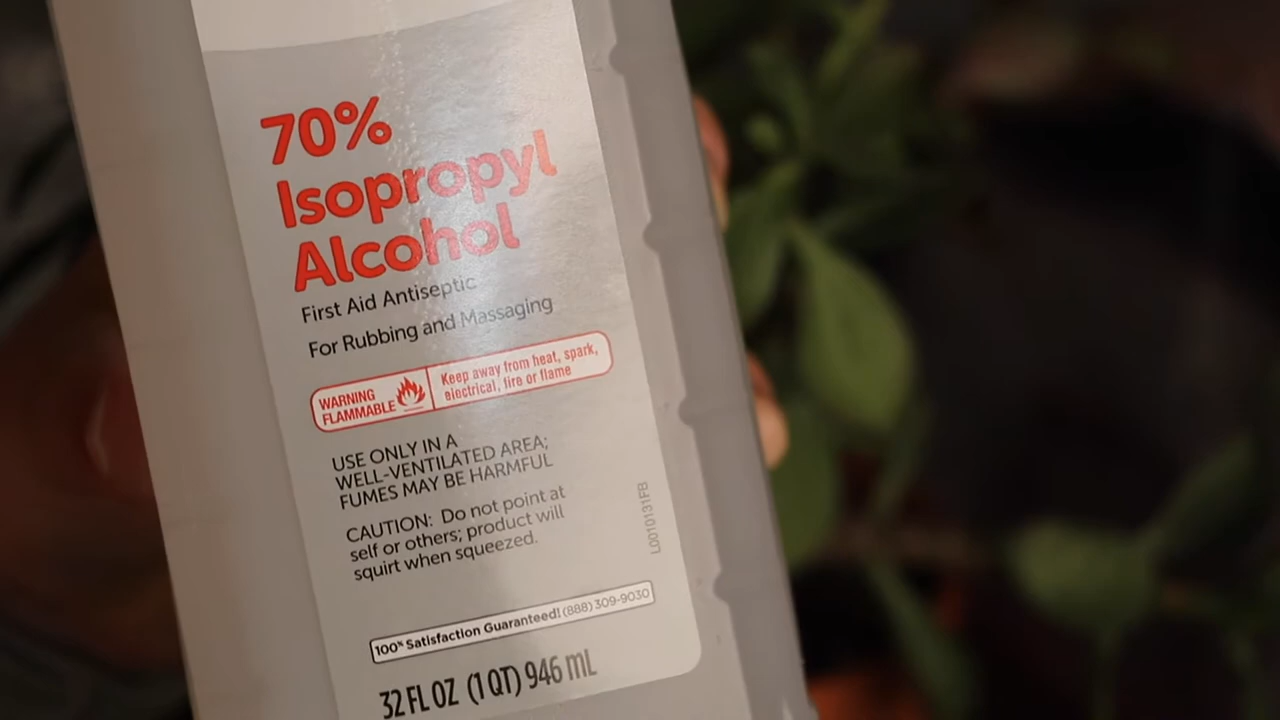 70%
Isopropyl
Alcohol
First Aid Antiseptic
For Rubbing and Massaging
WARNING
FLAMMABLE
Keep away from heat, spark,
electrical, fire or flame
USE ONLY IN A
WELL-VENTILATED AREA;
FUMES MAY BE HARMFUL
CAUTION: Do not point at
self or others; product will
squirt when squeezed.
L0010131FB
100% Satisfaction Guaranteed! (888) 309-9030
32 FL OZ (1 QT) 946 mL